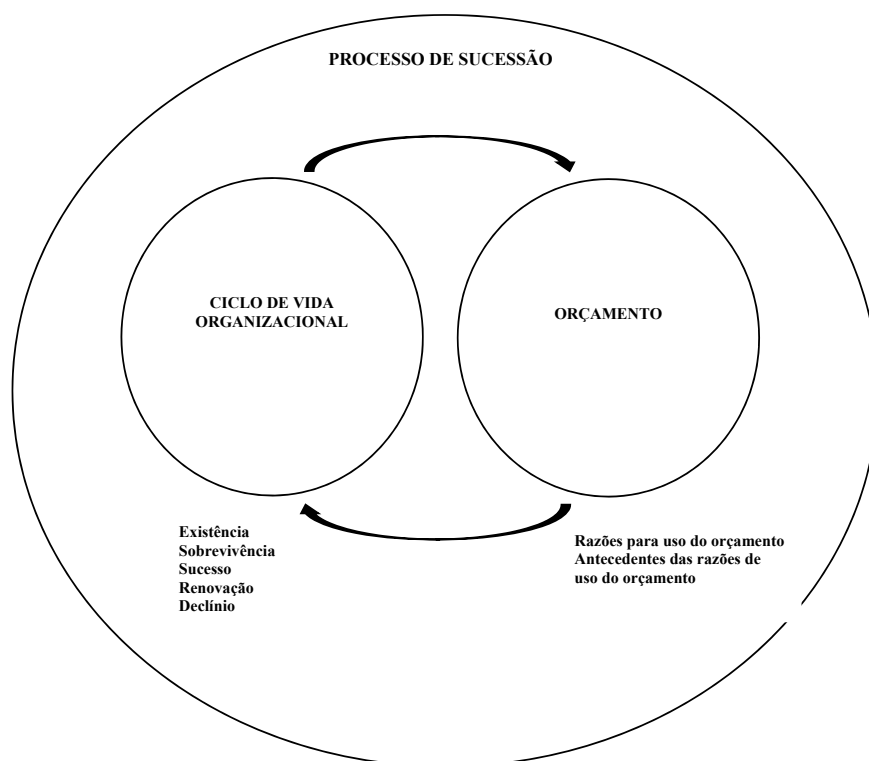 PROCESSO DE SUCESSÃO
CICLO DE VIDA
ORGANIZACIONAL
ORÇAMENTO
Existência
Sobrevivência
Sucesso
Renovação
Declínio
Razões para uso do orçamento
Antecedentes das razões de
uso do orçamento